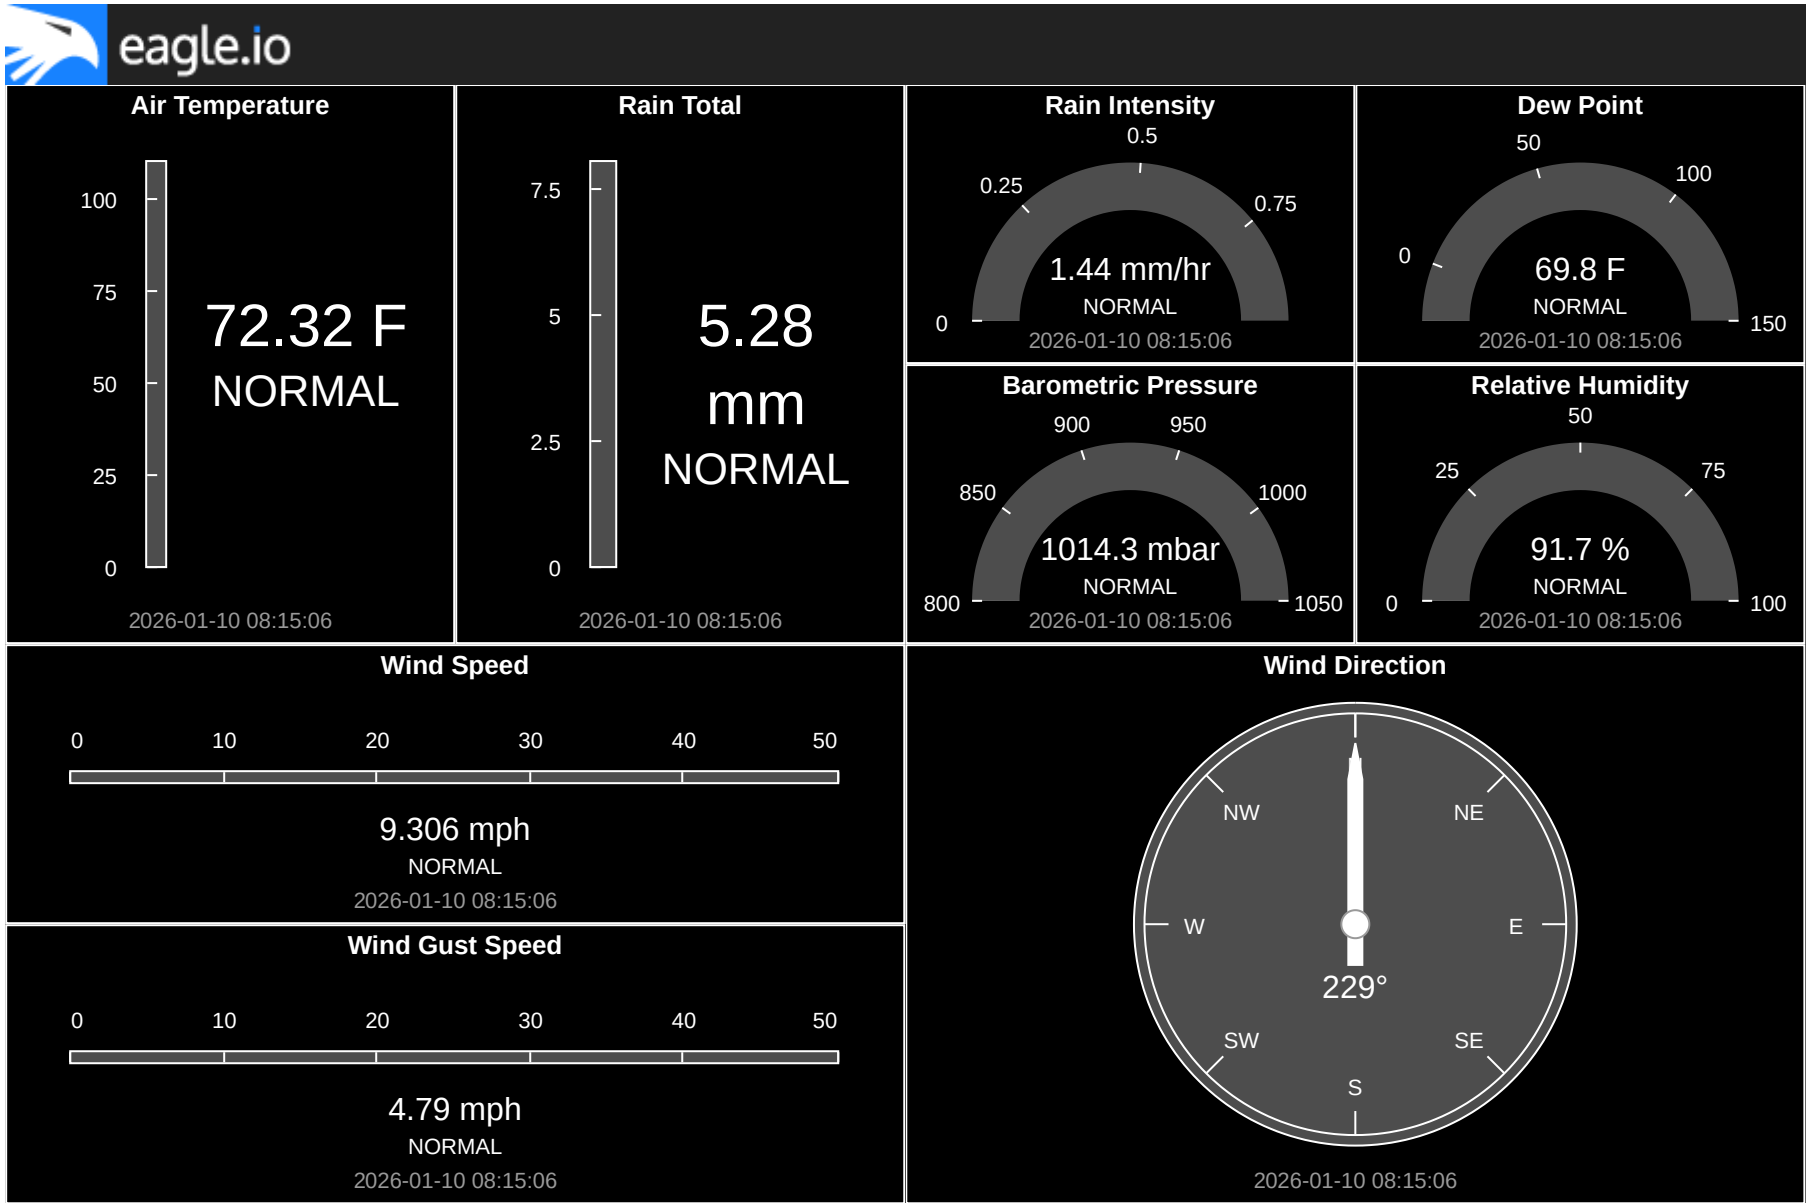 eagle.io
Air Temperature
100
75
50
25
0
72.32 F
NORMAL
2026-01-10 08:15:06
Rain Total
7.5
5
2.5
0
5.28
mm
NORMAL
2026-01-10 08:15:06
Rain Intensity
0
0.25
0.5
0.75
1.44 mm/hr
NORMAL
2026-01-10 08:15:06
Dew Point
0
50
100
150
69.8 F
NORMAL
2026-01-10 08:15:06
Barometric Pressure
800
850
900
950
1000
1050
1014.3 mbar
NORMAL
2026-01-10 08:15:06
Relative Humidity
0
25
50
75
100
91.7 %
NORMAL
2026-01-10 08:15:06
Wind Speed
0 10 20 30 40 50
9.306 mph
NORMAL
2026-01-10 08:15:06
Wind Gust Speed
0 10 20 30 40 50
4.79 mph
NORMAL
2026-01-10 08:15:06
Wind Direction
NW NE
W E
229°
SW SE
S
2026-01-10 08:15:06